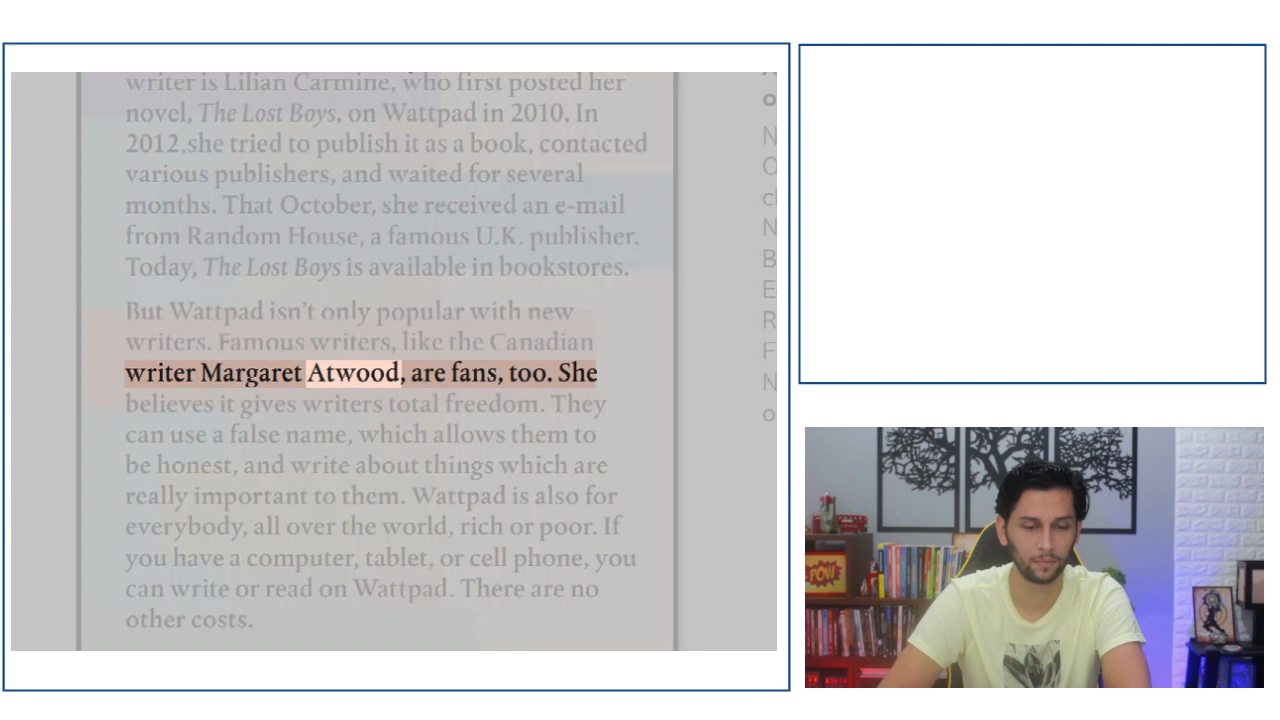 writer is Lilian Carmine, who first posted her
novel, The Lost Boys, on Wattpad in 2010. In
2012,she tried to publish it as a book, contacted
various publishers, and waited for several
months. That October, she received an e-mail
from Random House, a famous U.K. publisher.
Today, The Lost Boys is available in bookstores.
But Wattpad isn't only popular with new
writers. Famous writers, like the Canadian
writer Margaret Atwood, are fans, too. She
believes it gives writers total freedom. They
can use a false name, which allows them to
be honest, and write about things which are
really important to them. Wattpad is also for
everybody, all over the world, rich or poor. If
you have a computer, tablet, or cell phone, you
can write or read on Wattpad. There are no
other costs.
o
N
O
cl
N
B
E
R
F
N
o
POW!